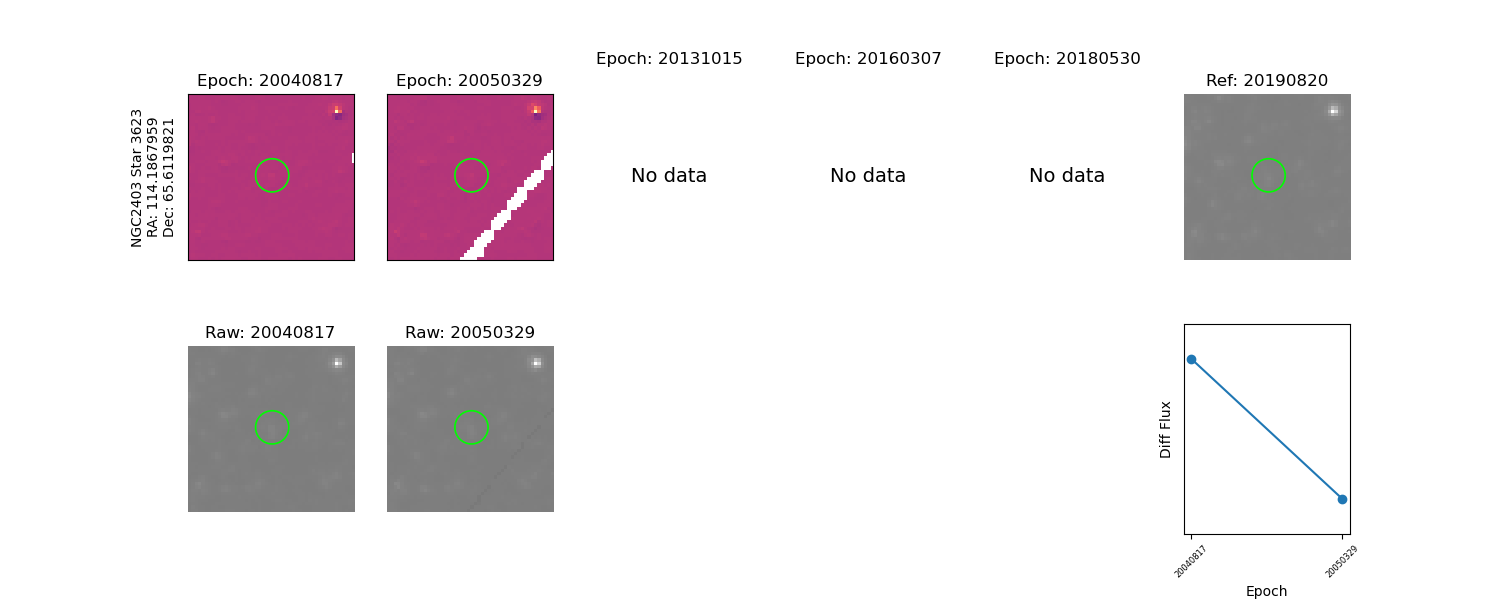 Epoch: 20040817
Epoch: 20050329
Epoch: 20131015
Epoch: 20160307
Epoch: 20180530
Ref: 20190820
NGC2403 Star 3623
RA: 114.1867959
Dec: 65.6119821
No data
No data
No data
Raw: 20040817
Raw: 20050329
Diff Flux
20040817
20050329
Epoch